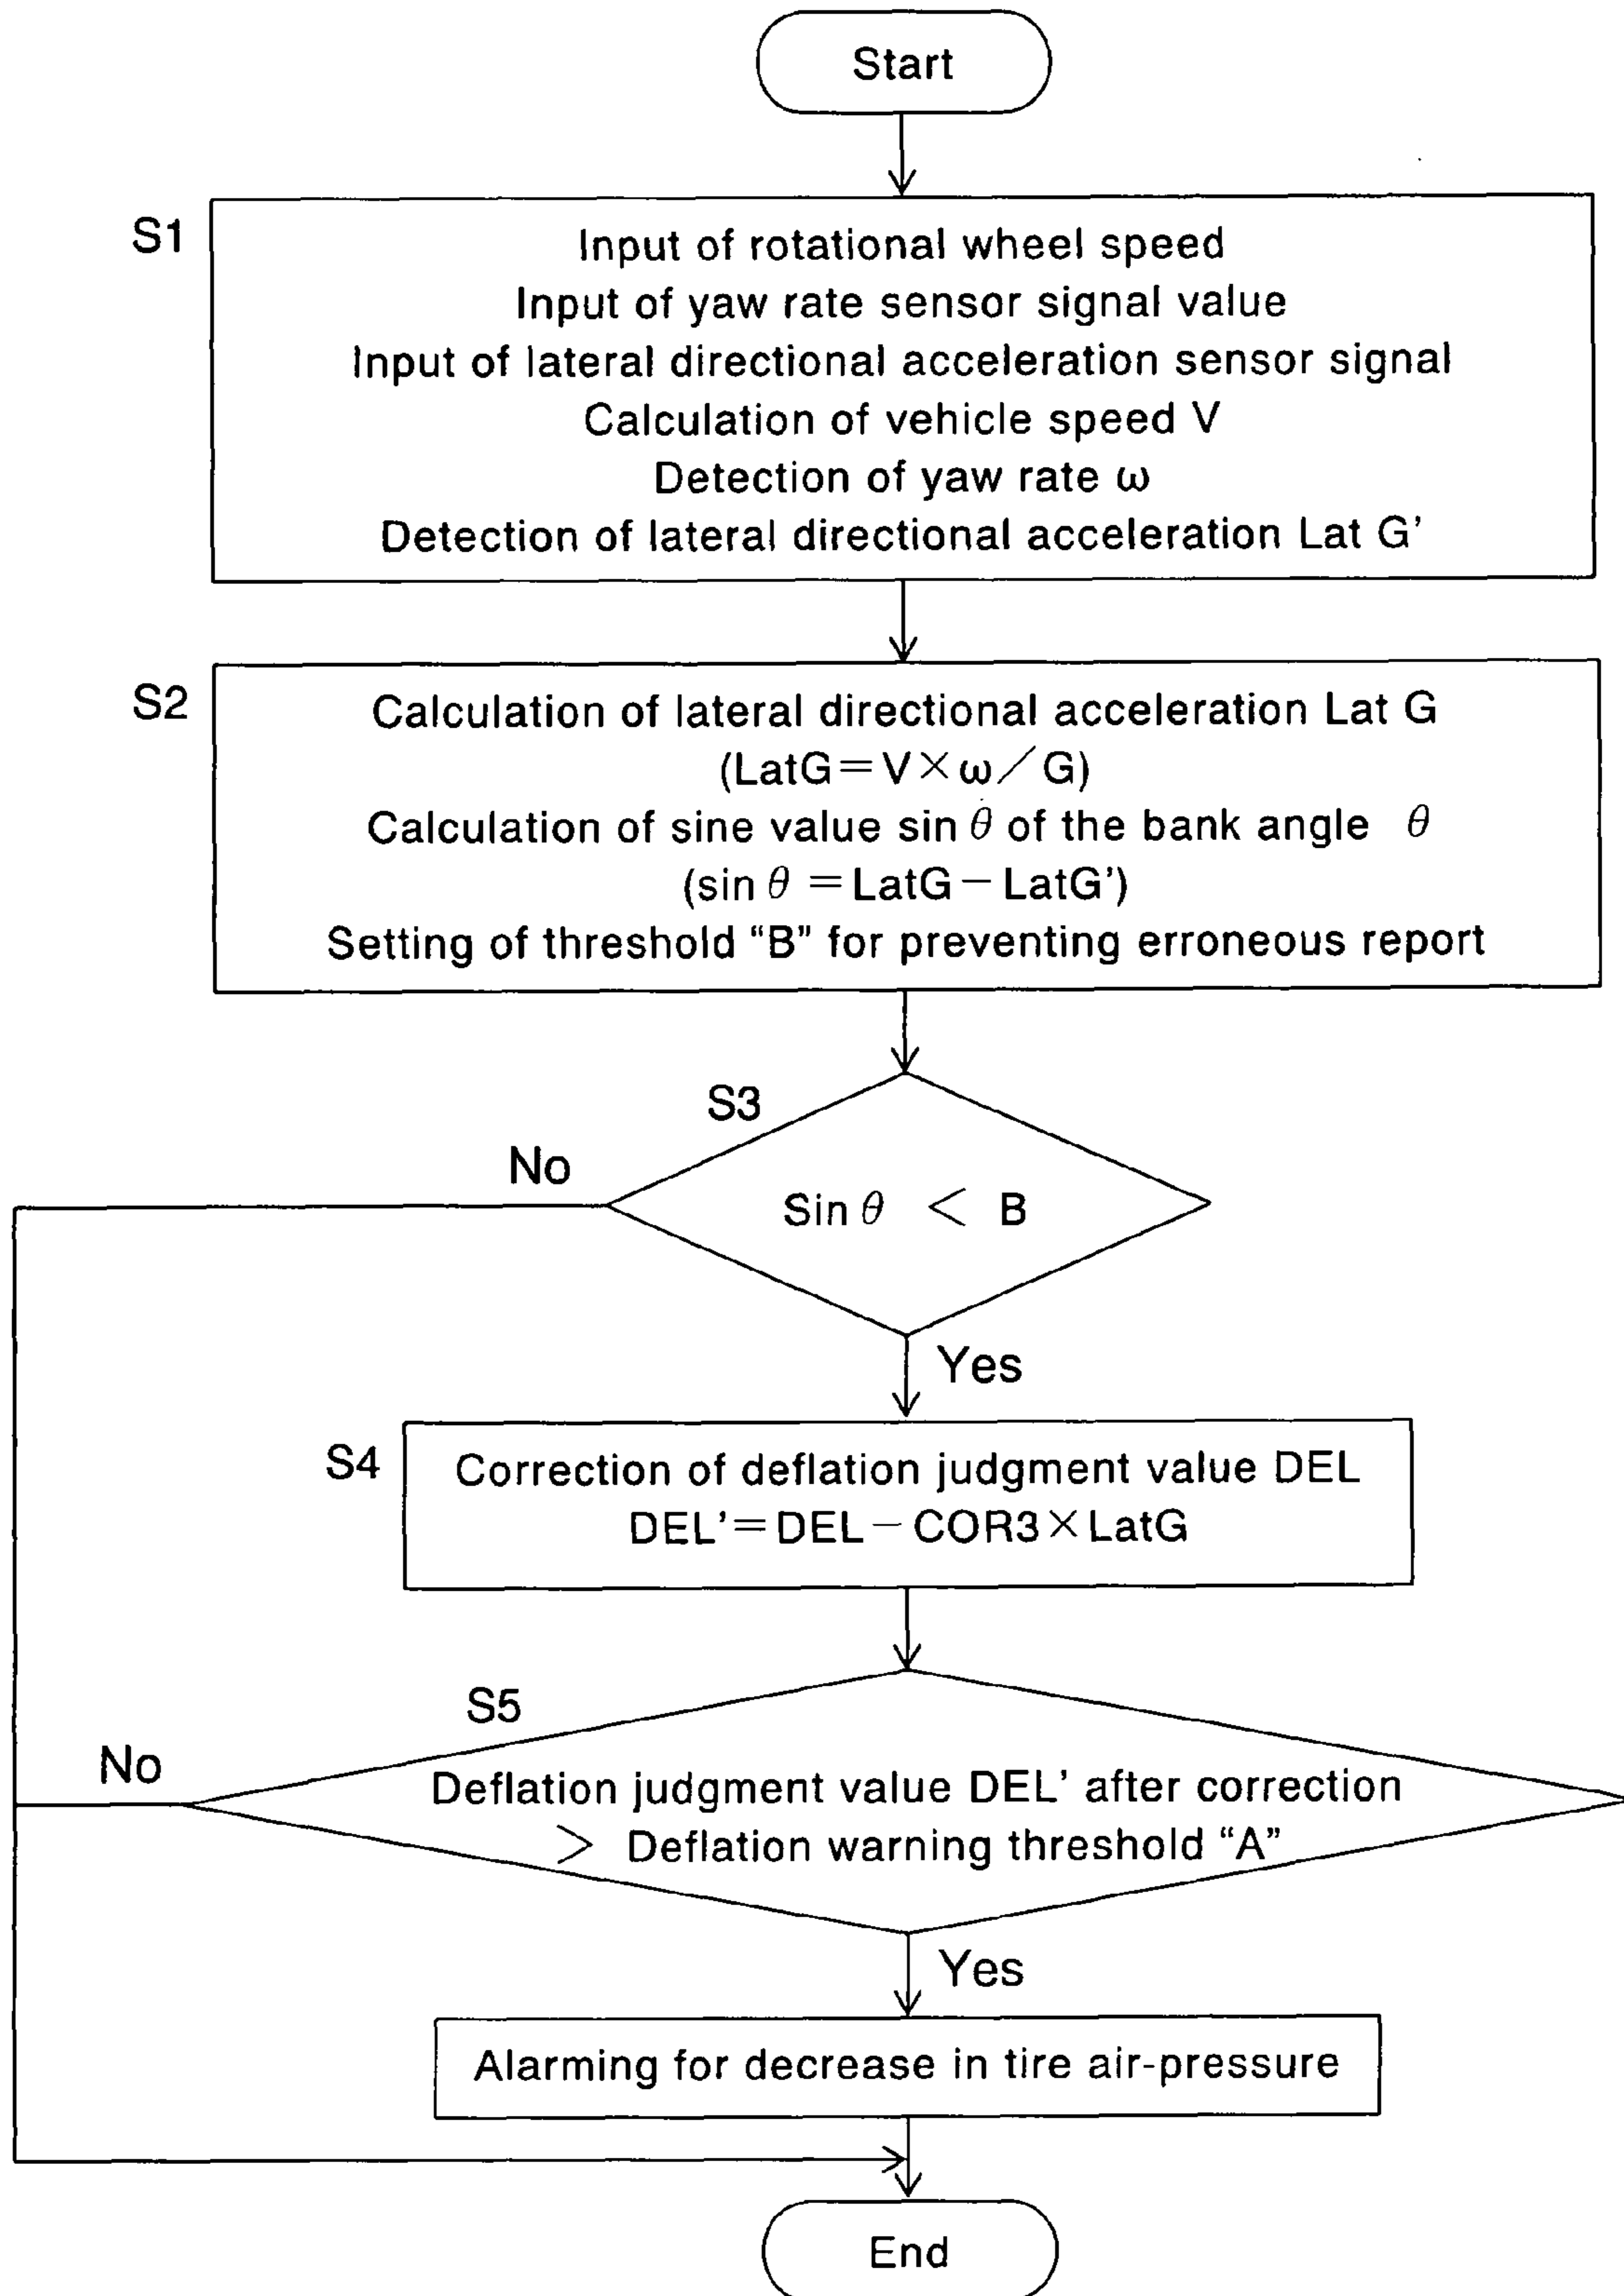 Start
S1
Input of rotational wheel speed
Input of yaw rate sensor signal value
Input of lateral directional acceleration sensor signal
Calculation of vehicle speed V
Detection of yaw rate ω
Detection of lateral directional acceleration Lat G’
S2
Calculation of lateral directional acceleration Lat G
(LatG=V×ω/G)
Calculation of sine value sin θ of the bank angle θ
(sin θ = LatG − LatG’)
Setting of threshold “B” for preventing erroneous report
S3
No
Sin θ < B
Yes
S4
Correction of deflation judgment value DEL
DEL’=DEL−COR3×LatG
S5
No
Deflation judgment value DEL’ after correction
> Deflation warning threshold “A”
Yes
Alarming for decrease in tire air-pressure
End